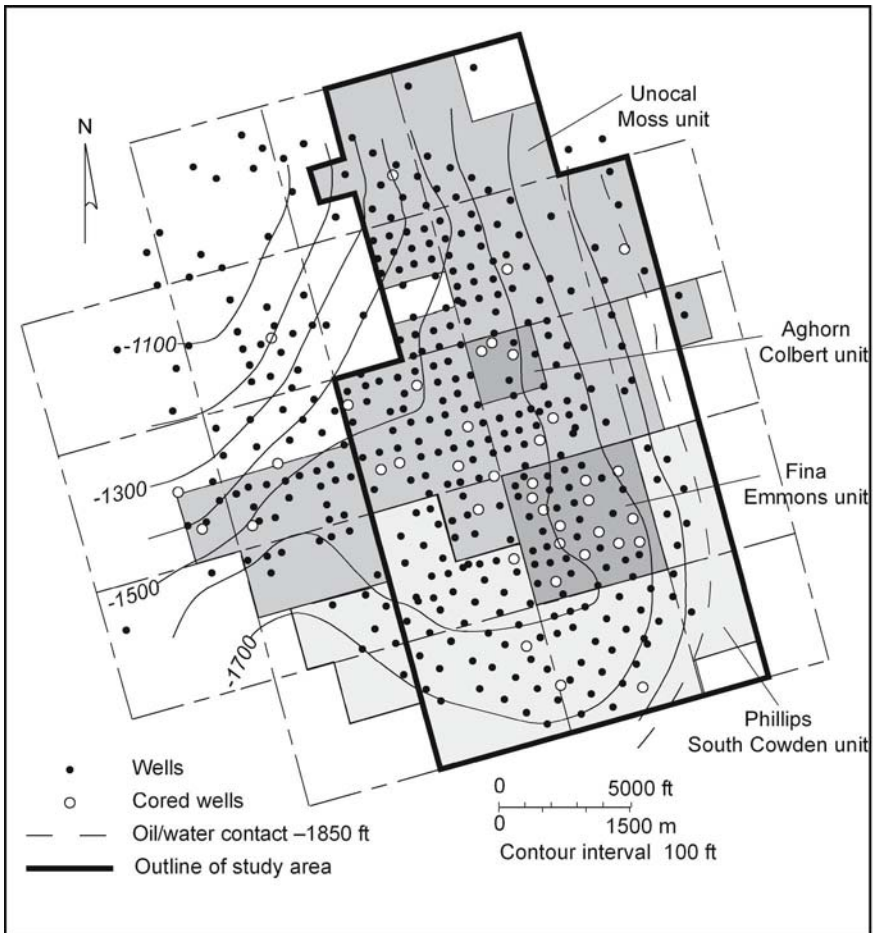 N
Unocal
Moss unit
Aghorn
Colbert unit
-1100
-1300
Fina
Emmons unit
-1500
-1700
Phillips
South Cowden unit
Wells
Cored wells
Oil/water contact –1850 ft
Outline of study area
0 5000 ft
0 1500 m
Contour interval 100 ft